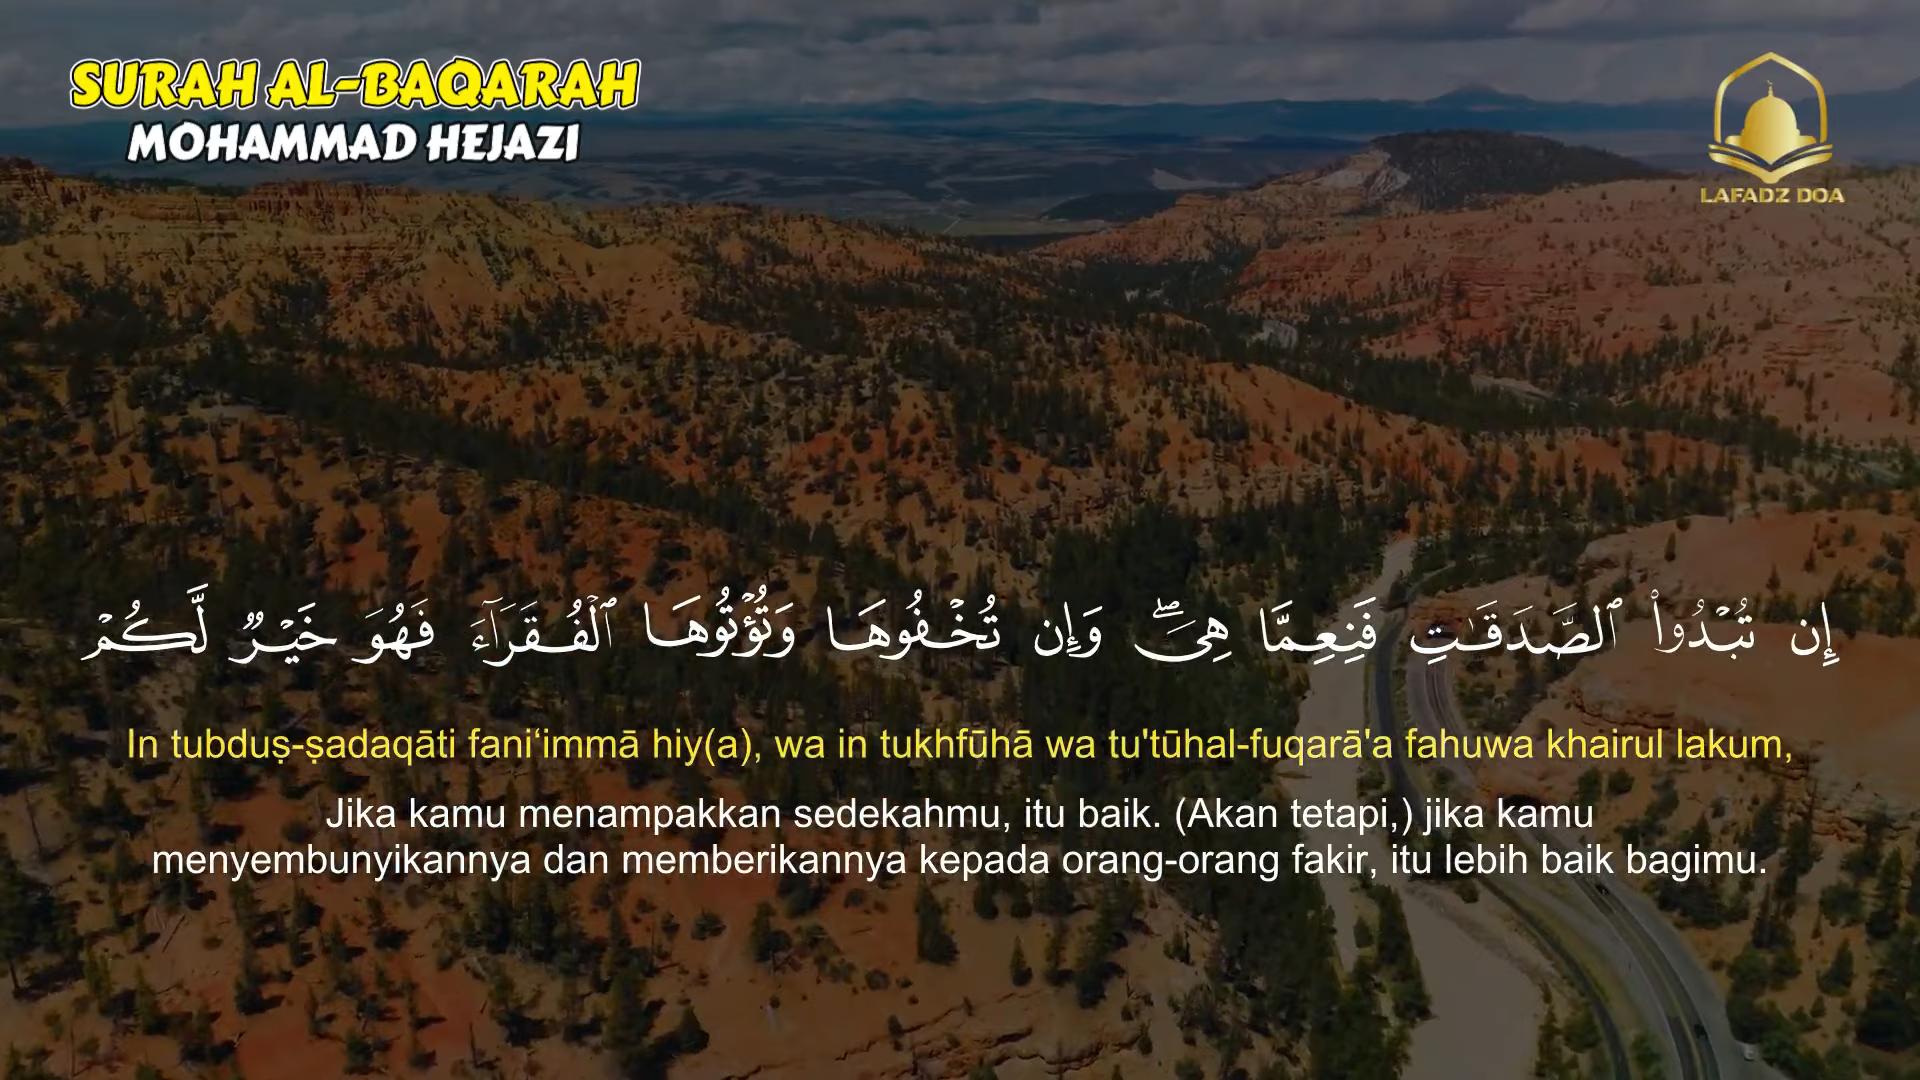 SURAH AL-BAQARAH
MOHAMMAD HEJAZI
LAFADZ DOA
إِن تُبْدُوا۟ ٱلصَّدَقَـٰتِ فَنِعِمَّا هِىَ ۖ وَإِن تُخْفُوهَا وَتُؤْتُوهَا ٱلْفُقَرَآءَ فَهُوَ خَيْرٌ لَّكُمْ
In tubduṣ-ṣadaqāti fani‘immā hiy(a), wa in tukhfūhā wa tu'tūhal-fuqarā'a fahuwa khairul lakum,
Jika kamu menampakkan sedekahmu, itu baik. (Akan tetapi,) jika kamu
menyembunyikannya dan memberikannya kepada orang-orang fakir, itu lebih baik bagimu.